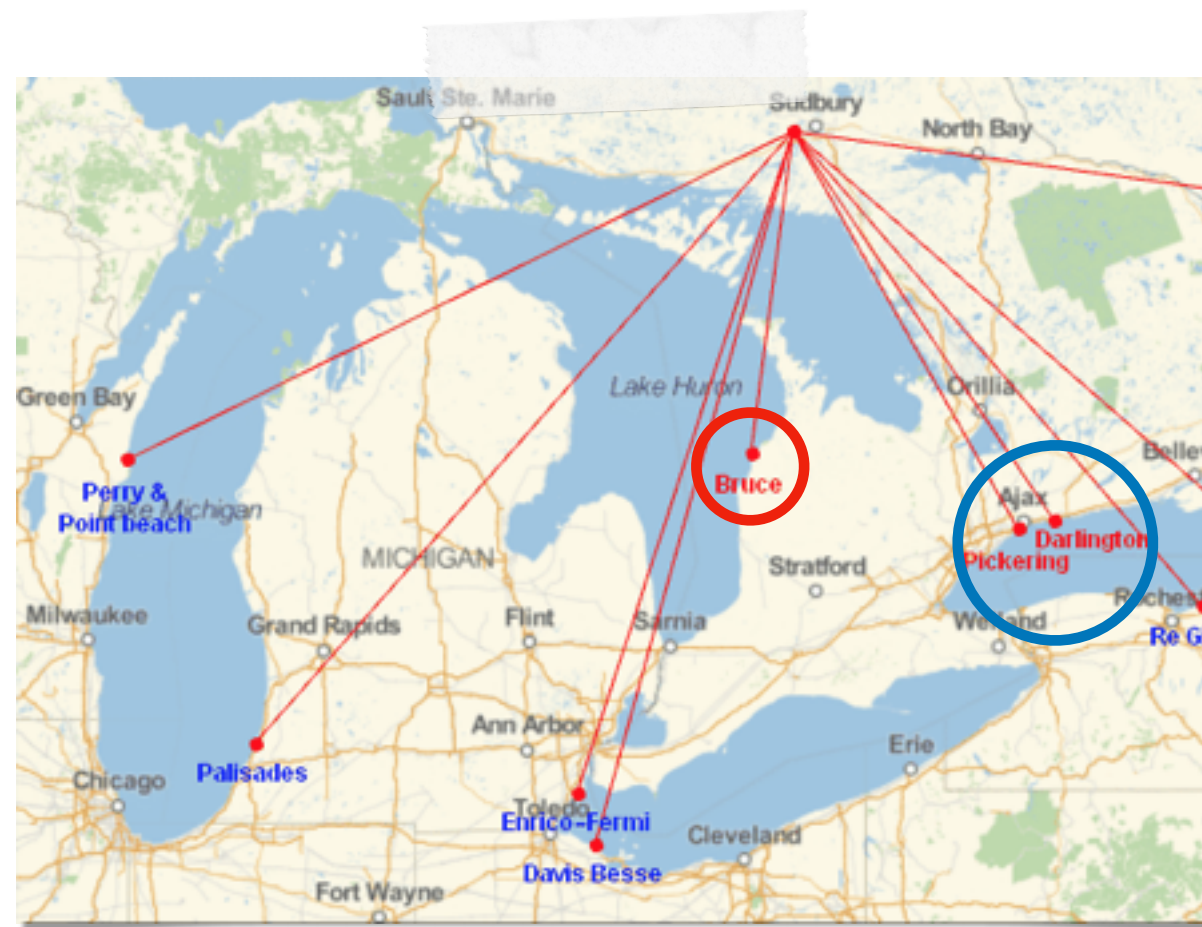 Sault Ste. Marie
Sudbury
North Bay
Green Bay
Lake Huron
Orillia
Perry &
Point beach
Lake Michigan
Bruce
Ajax
Darlington
Pickering
MICHIGAN
Stratford
Milwaukee
Grand Rapids
Flint
Sarnia
Welland
Re G
Ann Arbor
Erie
Palisades
Chicago
Toledo
Enrico-Fermi
Cleveland
Davis Besse
Fort Wayne